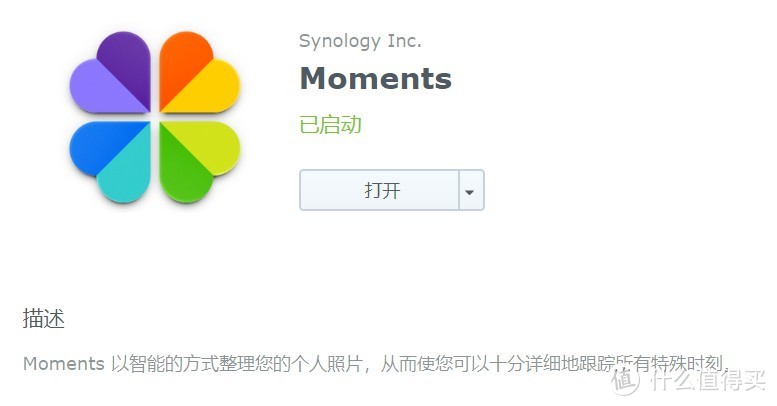 Synology Inc.
Moments
已启动
打开
描述
Moments 以智能的方式整理您的个人照片，从而使您可以十分详细地跟踪所有特殊时刻。
值 什么值得买